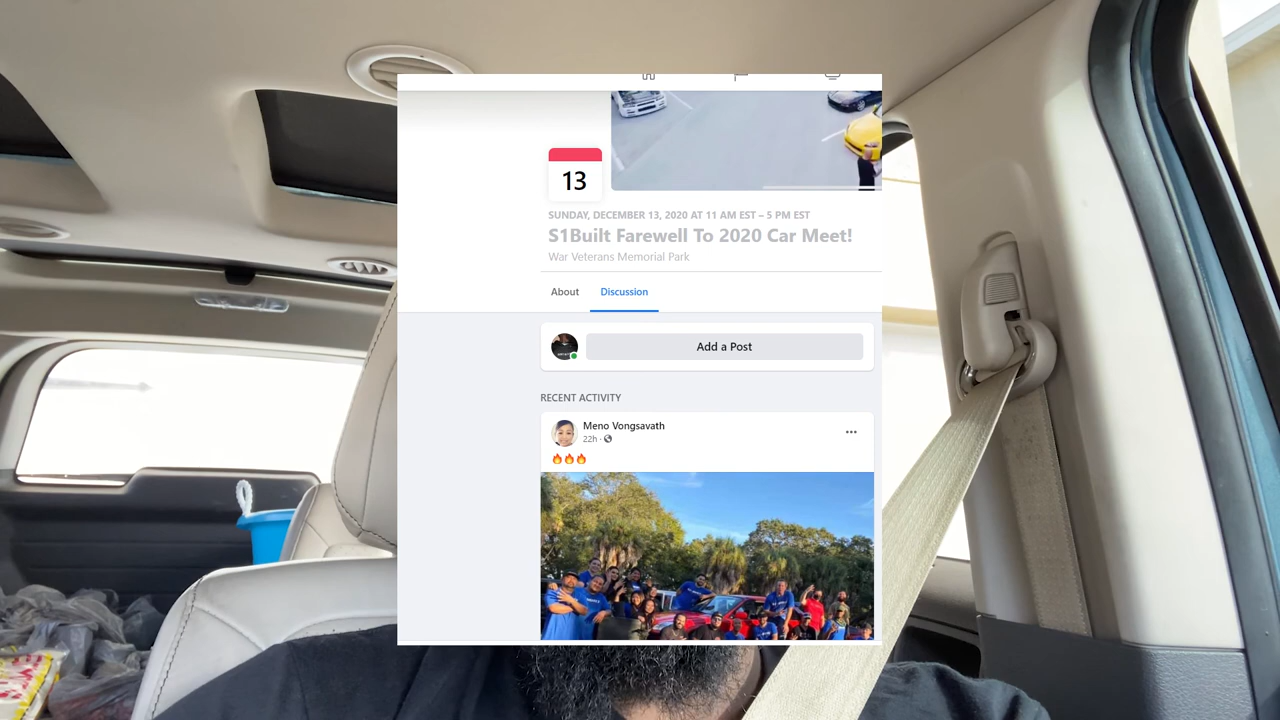 13
SUNDAY, DECEMBER 13, 2020 AT 11 AM EST – 5 PM EST
S1Built Farewell To 2020 Car Meet!
War Veterans Memorial Park
About Discussion
Add a Post
RECENT ACTIVITY
Meno Vongsavath
22h ·
🔥🔥🔥